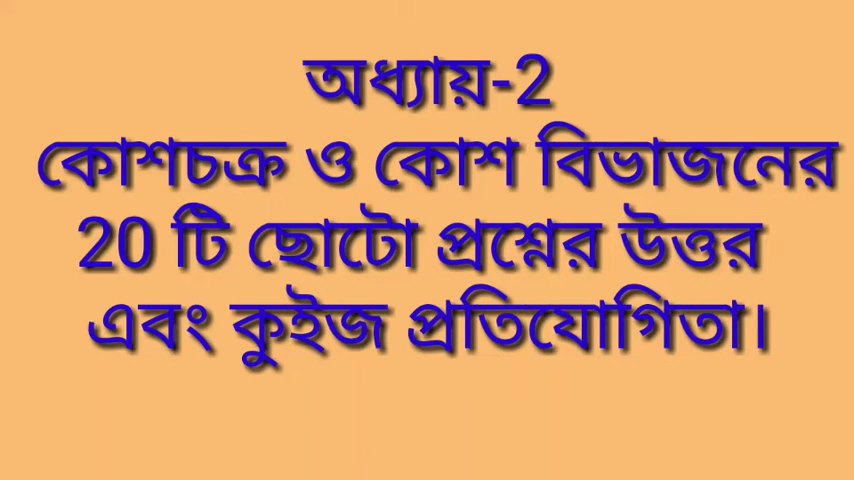 অধ্যায়-2
কোশচক্র ও কোশ বিভাজনের
20 টি ছোটো প্রশ্নের উত্তর
এবং কুইজ প্রতিযোগিতা।